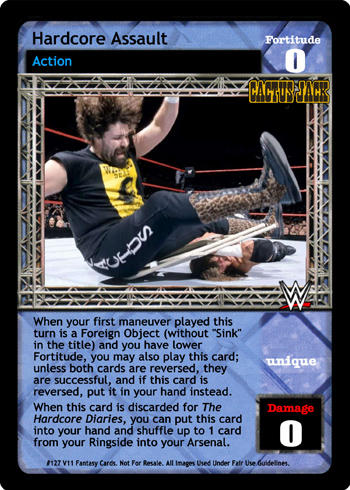 Hardcore Assault
Fortitude
0
Action
CACTUS JACK
CACTUS
W
When your first maneuver played this
turn is a Foreign Object (without "Sink"
in the title) and you have lower
Fortitude, you may also play this card;
unless both cards are reversed, they
are successful, and if this card is
reversed, put it in your hand instead.
unique
When this card is discarded for The
Hardcore Diaries, you can put this card
into your hand and shuffle up to 1 card
from your Ringside into your Arsenal.
Damage
0
#127 V11 Fantasy Cards. Not For Resale. All Images Used Under Fair Use Guidelines.